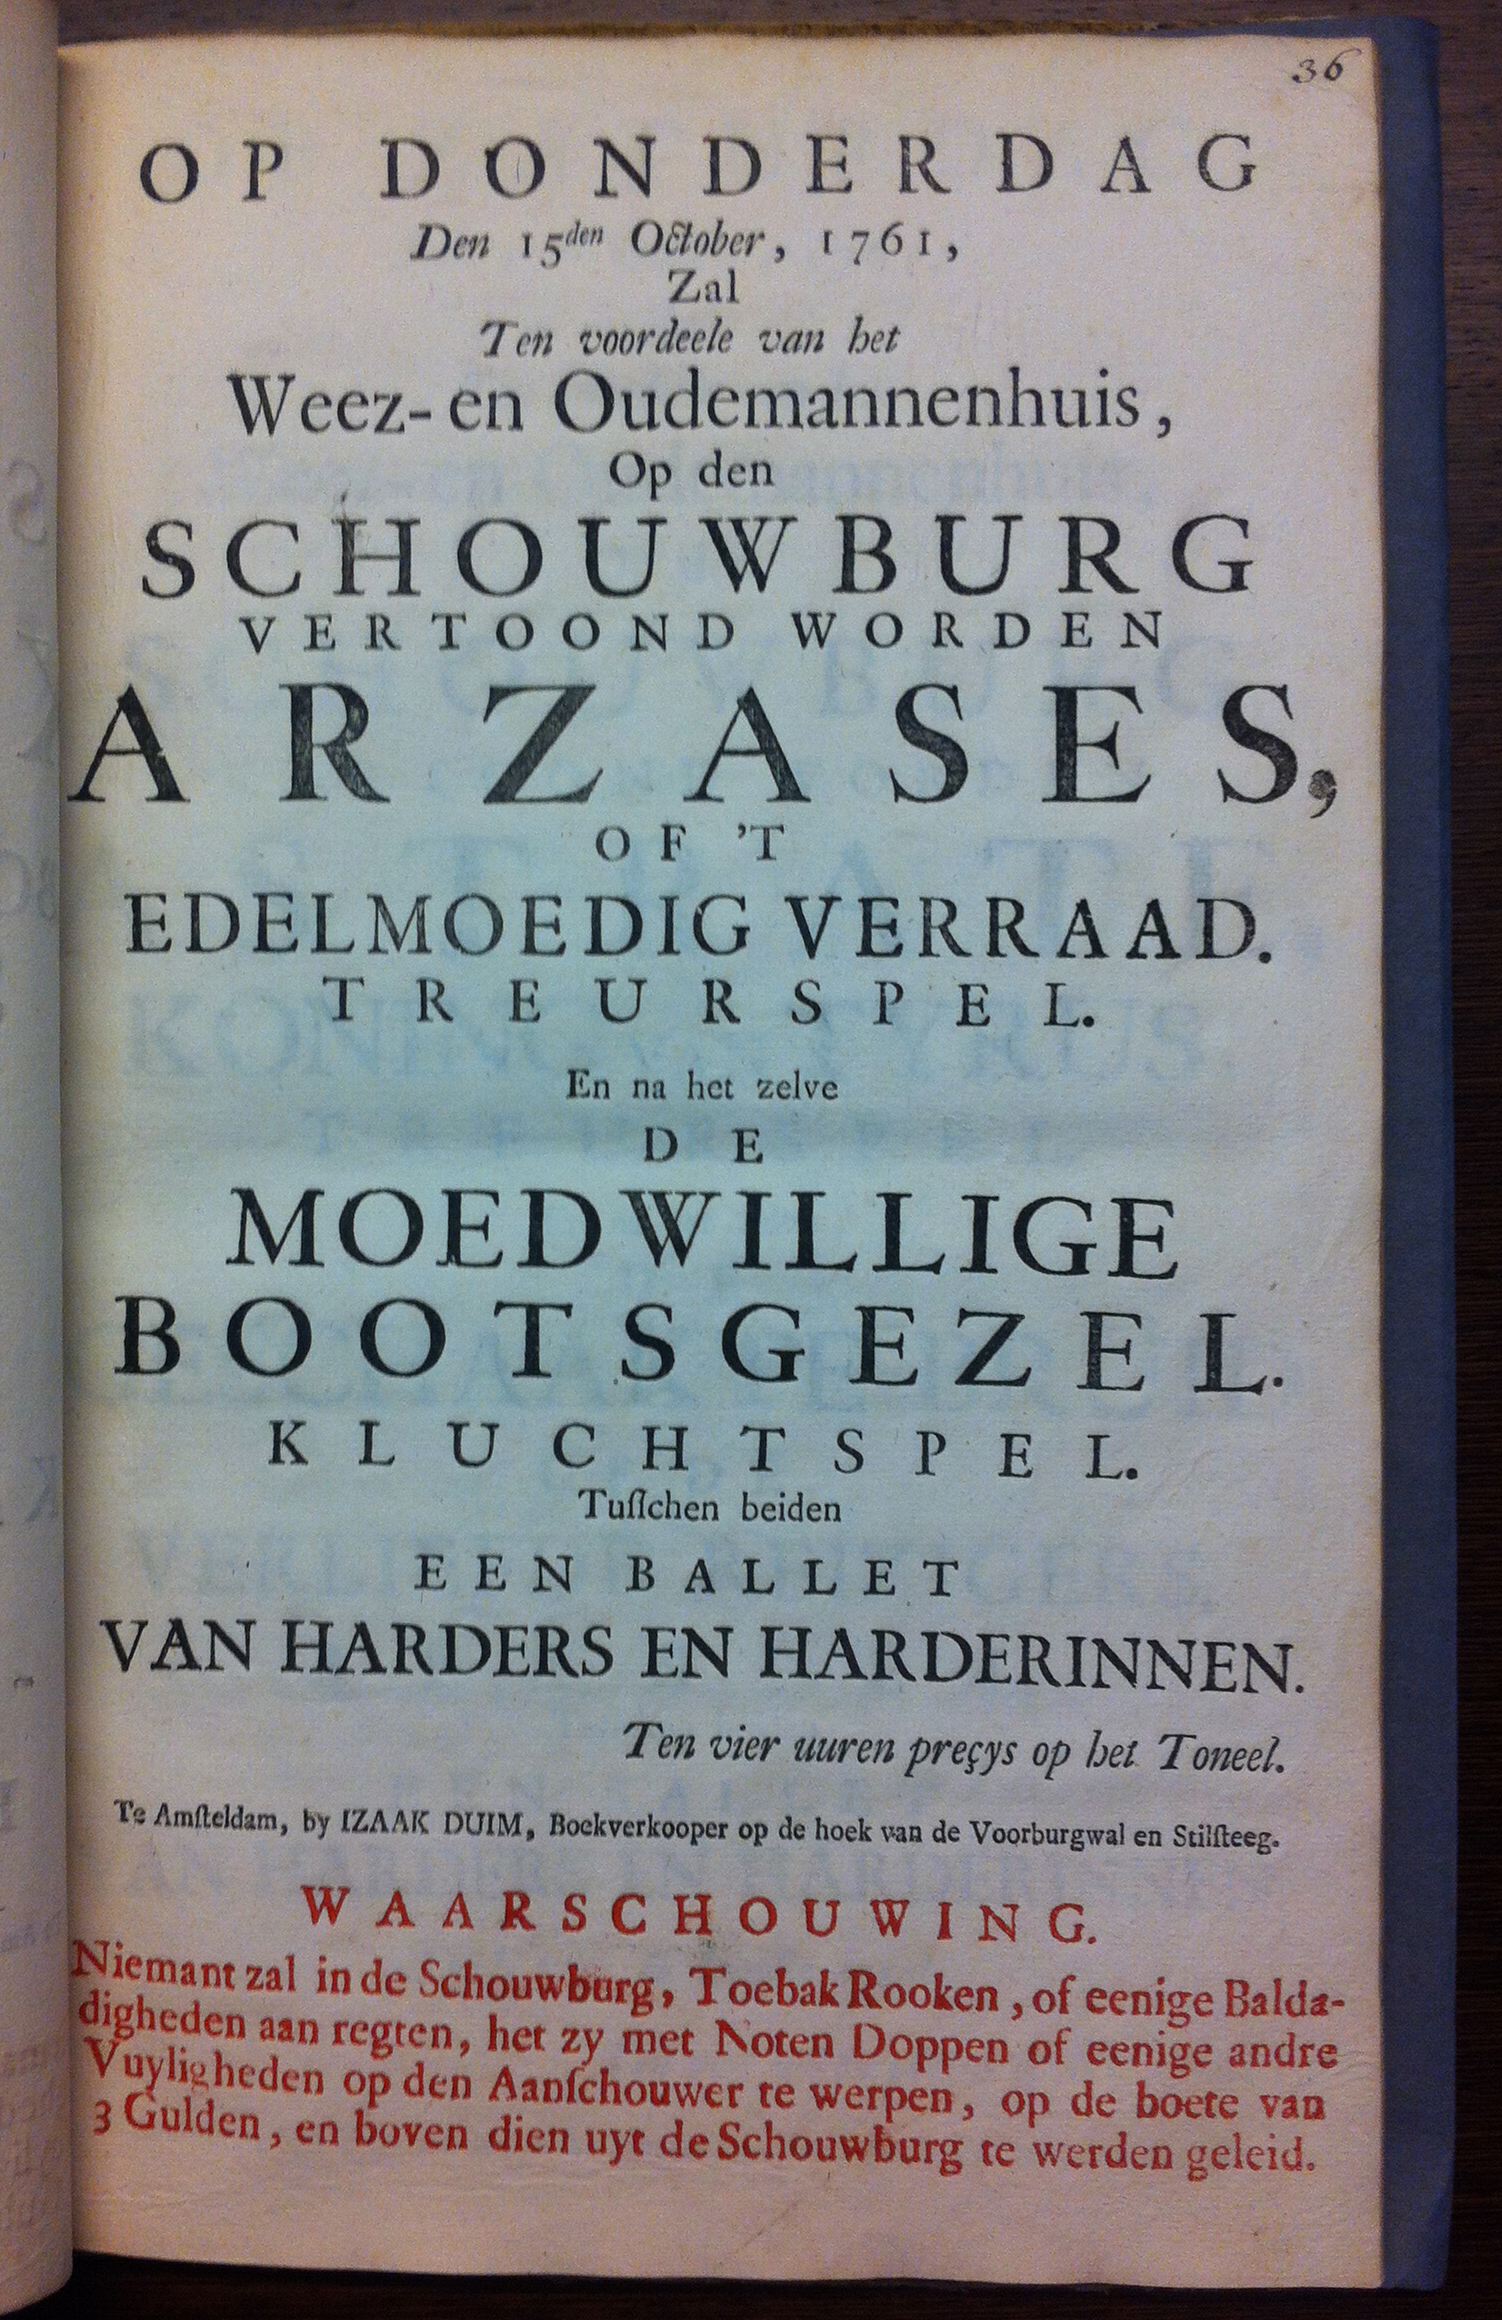 36
OP DONDERDAG
Den 15den October, 1761,
Zal
Ten voordeele van het
Weez- en Oudemannenhuis,
Op den
SCHOUWBURG
VERTOOND WORDEN
ARZASES,
OF 'T
EDELMOEDIG VERRAAD.
TREURSPEL.
En na het zelve
DE
MOEDWILLIGE
BOOTSGEZEL.
KLUCHTSPEL.
Tuſſchen beiden
EEN BALLET
VAN HARDERS EN HARDERINNEN.
Ten vier uuren preçys op het Toneel.
Te Amſteldam, by IZAAK DUIM, Boekverkooper op de hoek van de Voorburgwal en Stilſteeg.
WAARSCHOUWING.
Niemant zal in de Schouwburg, Toebak Rooken, of eenige Balda-
digheden aan regten, het zy met Noten Doppen of eenige andre
Vuyligheden op den Aanſchouwer te werpen, op de boete van
3 Gulden, en boven dien uyt de Schouwburg te werden geleid.